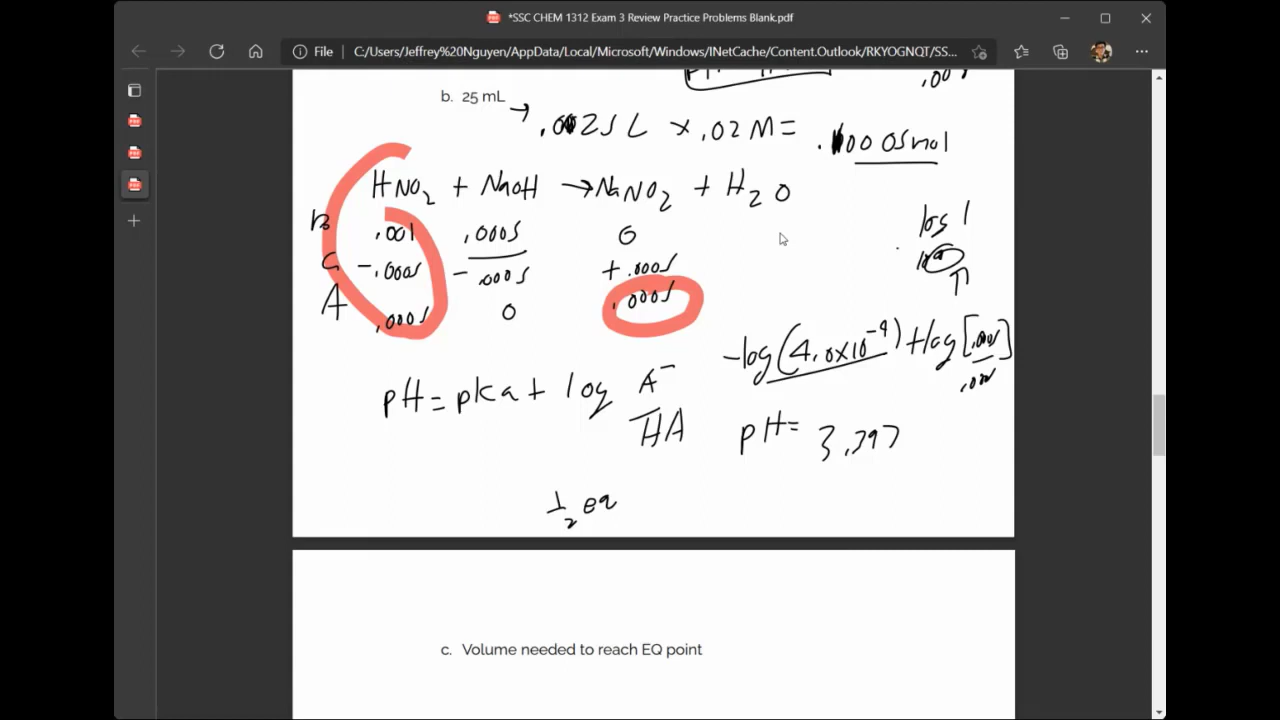 *SSC CHEM 1312 Exam 3 Review Practice Problems Blank.pdf
File C:/Users/Jeffrey%20Nguyen/AppData/Local/Microsoft/Windows/INetCache/Content.Outlook/RKYOGNQT/SS...
b. 25 mL
→ .0025 L × .02 M = .0005 mol
HNO2 + NaOH → NaNO2 + H2O
B .001 .0005 0
C -.0005 -.0005 +.0005
A .0005 0 .0005
log 1
-log(4.0x10^-4) + log[.0005]
pH = pka + log A-
HA
pH = 3.397
1/2 eq
c. Volume needed to reach EQ point